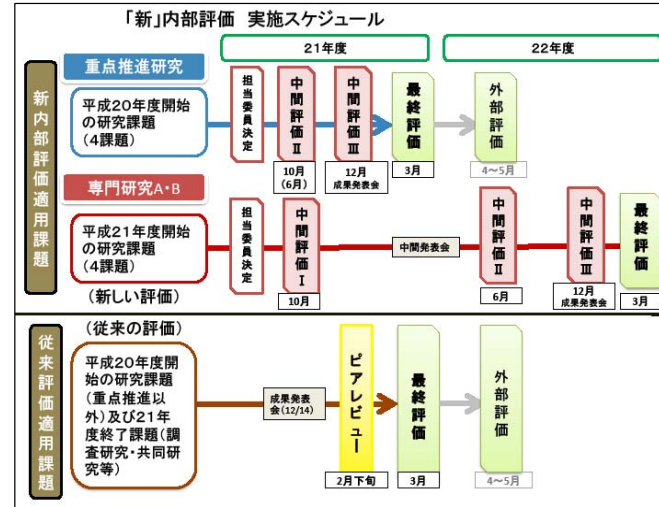 「新」内部評価 実施スケジュール
21年度
22年度
新内部評価適用課題
重点推進研究
平成20年度開始
の研究課題
(4課題)
担当委員決定
中間評価Ⅱ
10月
(6月)
中間評価Ⅲ
12月
成果発表会
最終評価
3月
外部評価
4~5月
専門研究A・B
平成21年度開始
の研究課題
(4課題)
(新しい評価)
担当委員決定
中間評価Ⅰ
10月
中間発表会
中間評価Ⅱ
6月
中間評価Ⅲ
12月
成果発表会
最終評価
3月
従来評価適用課題
(従来の評価)
平成20年度開
始の研究課題
(重点推進以
外)及び21年
度終了課題(調
査研究・共同研
究等)
成果発表
会(12/14)
ピアレビュー
2月下旬
最終評価
3月
外部評価
4~5月